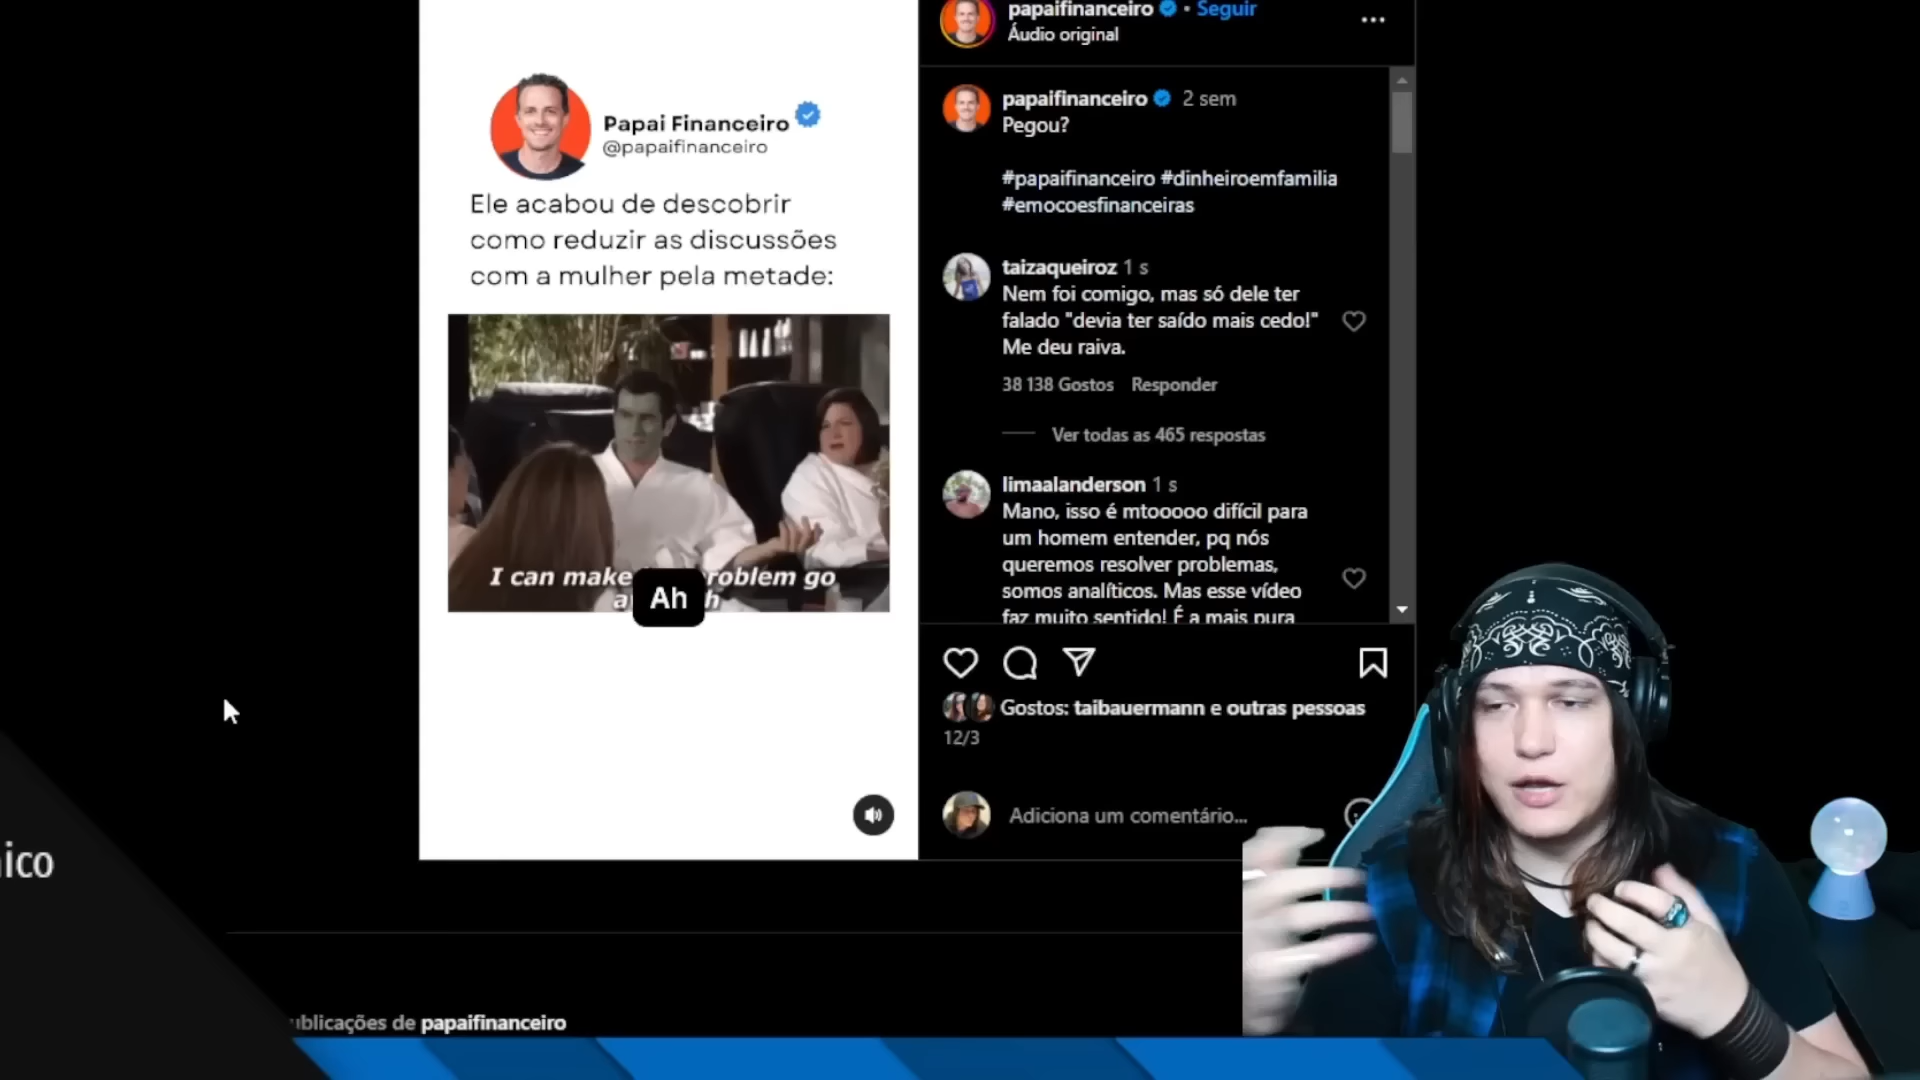 papaifinanceiro • Seguir
Áudio original
Papai Financeiro
@papaifinanceiro
Ele acabou de descobrir
como reduzir as discussões
com a mulher pela metade:
I can make roblem go
Ah
papaifinanceiro 2 sem
Pegou?
#papaifinanceiro #dinheiroemfamilia
#emocoesfinanceiras
taizaqueiroz 1 s
Nem foi comigo, mas só dele ter
falado "devia ter saído mais cedo!"
Me deu raiva.
38 138 Gostos Responder
Ver todas as 465 respostas
limaalanderson 1 s
Mano, isso é mtooooo difícil para
um homem entender, pq nós
queremos resolver problemas,
somos analíticos. Mas esse vídeo
faz muito sentido! É a mais pura
Gostos: taibauermann e outras pessoas
12/3
Adiciona um comentário...
ico
ublicações de papaifinanceiro